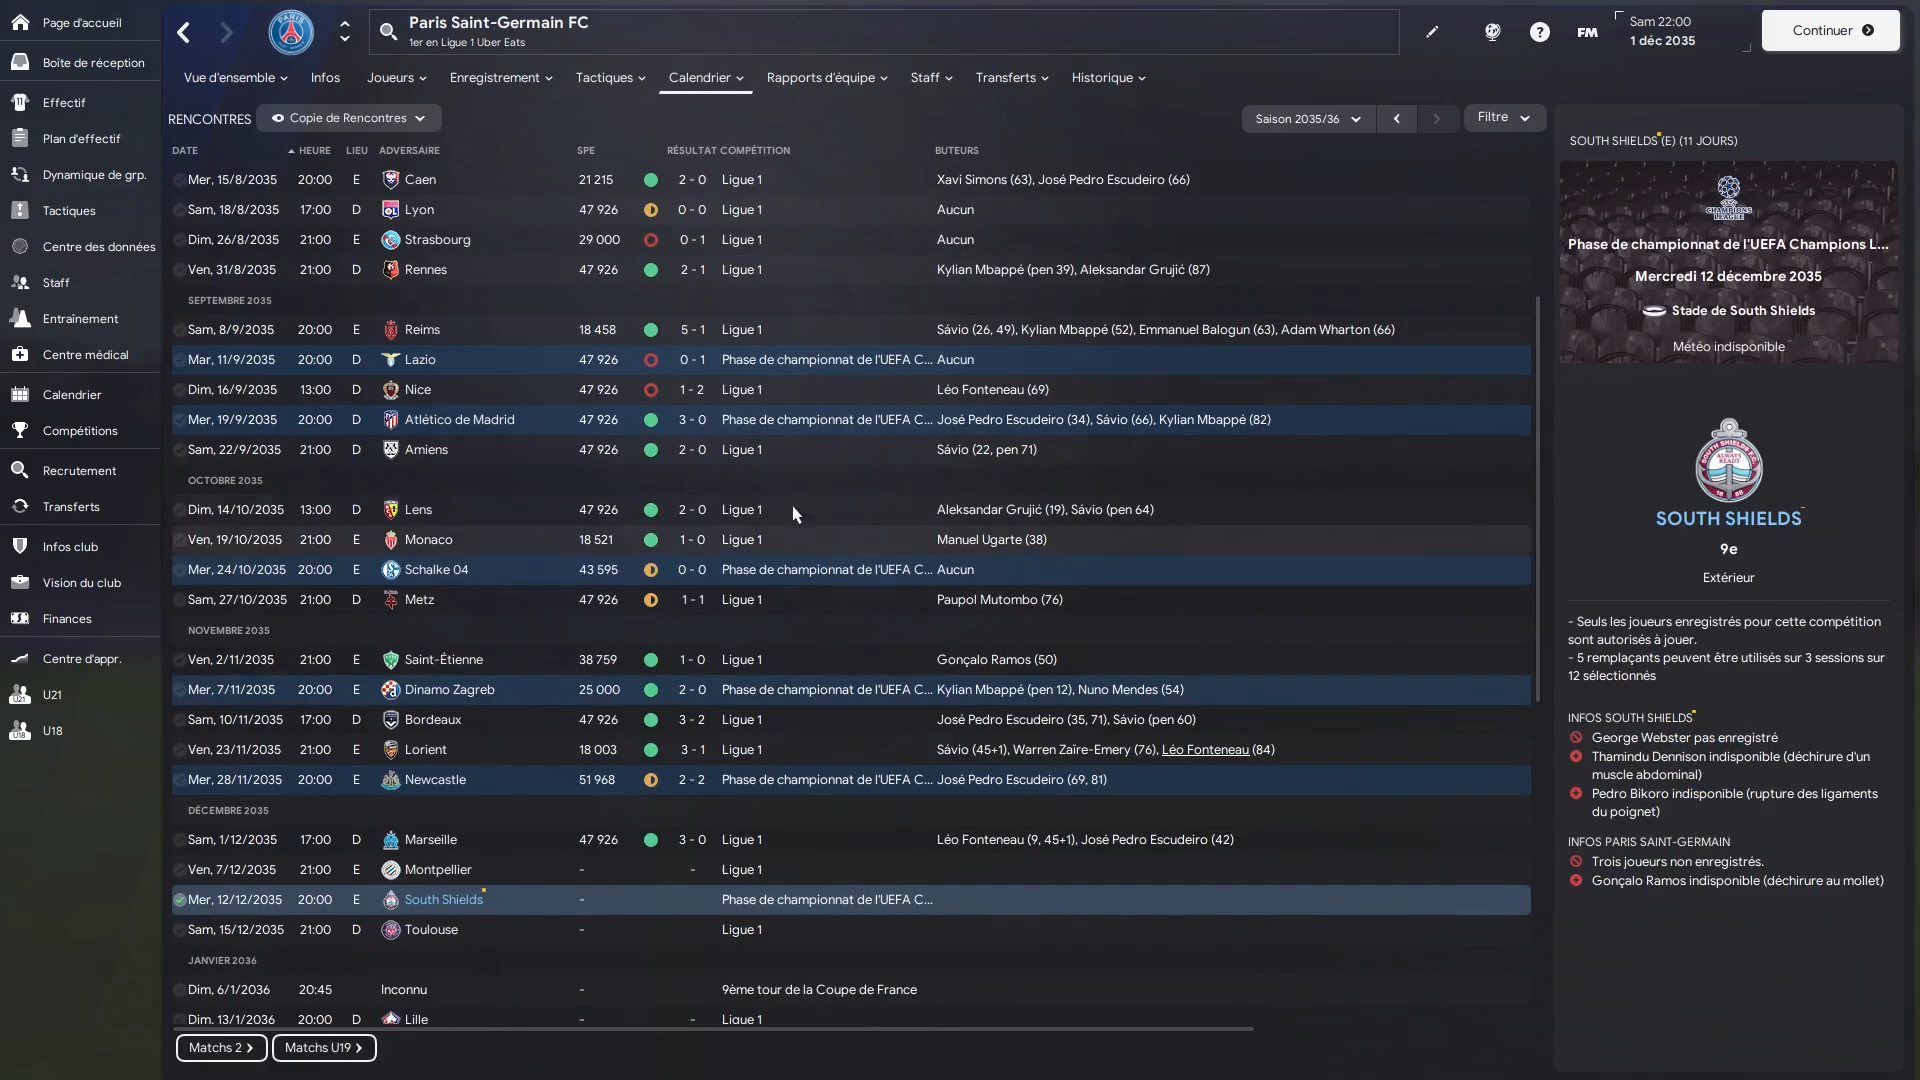 Page d'accueil
Boîte de réception
Effectif
Plan d'effectif
Dynamique de grp.
Tactiques
Centre des données
Staff
Entraînement
Centre médical
Calendrier
Compétitions
Recrutement
Transferts
Infos club
Vision du club
Finances
Centre d'appr.
U21
U18
Paris Saint-Germain FC
1er en Ligue 1 Uber Eats
FM
Sam 22:00
1 déc 2035
Continuer
Vue d'ensemble Infos Joueurs Enregistrement Tactiques Calendrier Rapports d'équipe Staff Transferts Historique
RENCONTRES Copie de Rencontres Saison 2035/36 Filtre
DATE HEURE LIEU ADVERSAIRE SPE RÉSULTAT COMPÉTITION BUTEURS
Mer, 15/8/2035 20:00 E Caen 21 215 2 - 0 Ligue 1 Xavi Simons (63), José Pedro Escudeiro (66)
Sam, 18/8/2035 17:00 D Lyon 47 926 0 - 0 Ligue 1 Aucun
Dim, 26/8/2035 21:00 E Strasbourg 29 000 0 - 1 Ligue 1 Aucun
Ven, 31/8/2035 21:00 D Rennes 47 926 2 - 1 Ligue 1 Kylian Mbappé (pen 39), Aleksandar Grujić (87)
SEPTEMBRE 2035
Sam, 8/9/2035 20:00 E Reims 18 458 5 - 1 Ligue 1 Sávio (26, 49), Kylian Mbappé (52), Emmanuel Balogun (63), Adam Wharton (66)
Mar, 11/9/2035 20:00 D Lazio 47 926 0 - 1 Phase de championnat de l'UEFA C... Aucun
Dim, 16/9/2035 13:00 D Nice 47 926 1 - 2 Ligue 1 Léo Fonteneau (69)
Mer, 19/9/2035 20:00 D Atlético de Madrid 47 926 3 - 0 Phase de championnat de l'UEFA C... José Pedro Escudeiro (34), Sávio (66), Kylian Mbappé (82)
Sam, 22/9/2035 21:00 D Amiens 47 926 2 - 0 Ligue 1 Sávio (22, pen 71)
OCTOBRE 2035
Dim, 14/10/2035 13:00 D Lens 47 926 2 - 0 Ligue 1 Aleksandar Grujić (19), Sávio (pen 64)
Ven, 19/10/2035 21:00 E Monaco 18 521 1 - 0 Ligue 1 Manuel Ugarte (38)
Mer, 24/10/2035 20:00 E Schalke 04 43 595 0 - 0 Phase de championnat de l'UEFA C... Aucun
Sam, 27/10/2035 21:00 D Metz 47 926 1 - 1 Ligue 1 Paupol Mutombo (76)
NOVEMBRE 2035
Ven, 2/11/2035 21:00 E Saint-Étienne 38 759 1 - 0 Ligue 1 Gonçalo Ramos (50)
Mer, 7/11/2035 20:00 E Dinamo Zagreb 25 000 2 - 0 Phase de championnat de l'UEFA C... Kylian Mbappé (pen 12), Nuno Mendes (54)
Sam, 10/11/2035 17:00 D Bordeaux 47 926 3 - 2 Ligue 1 José Pedro Escudeiro (35, 71), Sávio (pen 60)
Ven, 23/11/2035 21:00 E Lorient 18 003 3 - 1 Ligue 1 Sávio (45+1), Warren Zaïre-Emery (76), Léo Fonteneau (84)
Mer, 28/11/2035 20:00 E Newcastle 51 968 2 - 2 Phase de championnat de l'UEFA C... José Pedro Escudeiro (69, 81)
DÉCEMBRE 2035
Sam, 1/12/2035 17:00 D Marseille 47 926 3 - 0 Ligue 1 Léo Fonteneau (9, 45+1), José Pedro Escudeiro (42)
Ven, 7/12/2035 21:00 E Montpellier - - Ligue 1
Mer, 12/12/2035 20:00 E South Shields - Phase de championnat de l'UEFA C...
Sam, 15/12/2035 21:00 D Toulouse - Ligue 1
JANVIER 2036
Dim, 6/1/2036 20:45 Inconnu - 9ème tour de la Coupe de France
Dim, 13/1/2036 20:00 D Lille - - Ligue 1
Matchs 2
Matchs U19
SOUTH SHIELDS (E) (11 JOURS)
CHAMPIONS LEAGUE
Phase de championnat de l'UEFA Champions L...
Mercredi 12 décembre 2035
Stade de South Shields
Météo indisponible
SOUTH SHIELDS F.C.
ALWAYS READY
18 88
SOUTH SHIELDS
9e
Extérieur
- Seuls les joueurs enregistrés pour cette compétition
sont autorisés à jouer.
- 5 remplaçants peuvent être utilisés sur 3 sessions sur
12 sélectionnés
INFOS SOUTH SHIELDS
George Webster pas enregistré
Thamindu Dennison indisponible (déchirure d'un
muscle abdominal)
Pedro Bikoro indisponible (rupture des ligaments
du poignet)
INFOS PARIS SAINT-GERMAIN
Trois joueurs non enregistrés.
Gonçalo Ramos indisponible (déchirure au mollet)